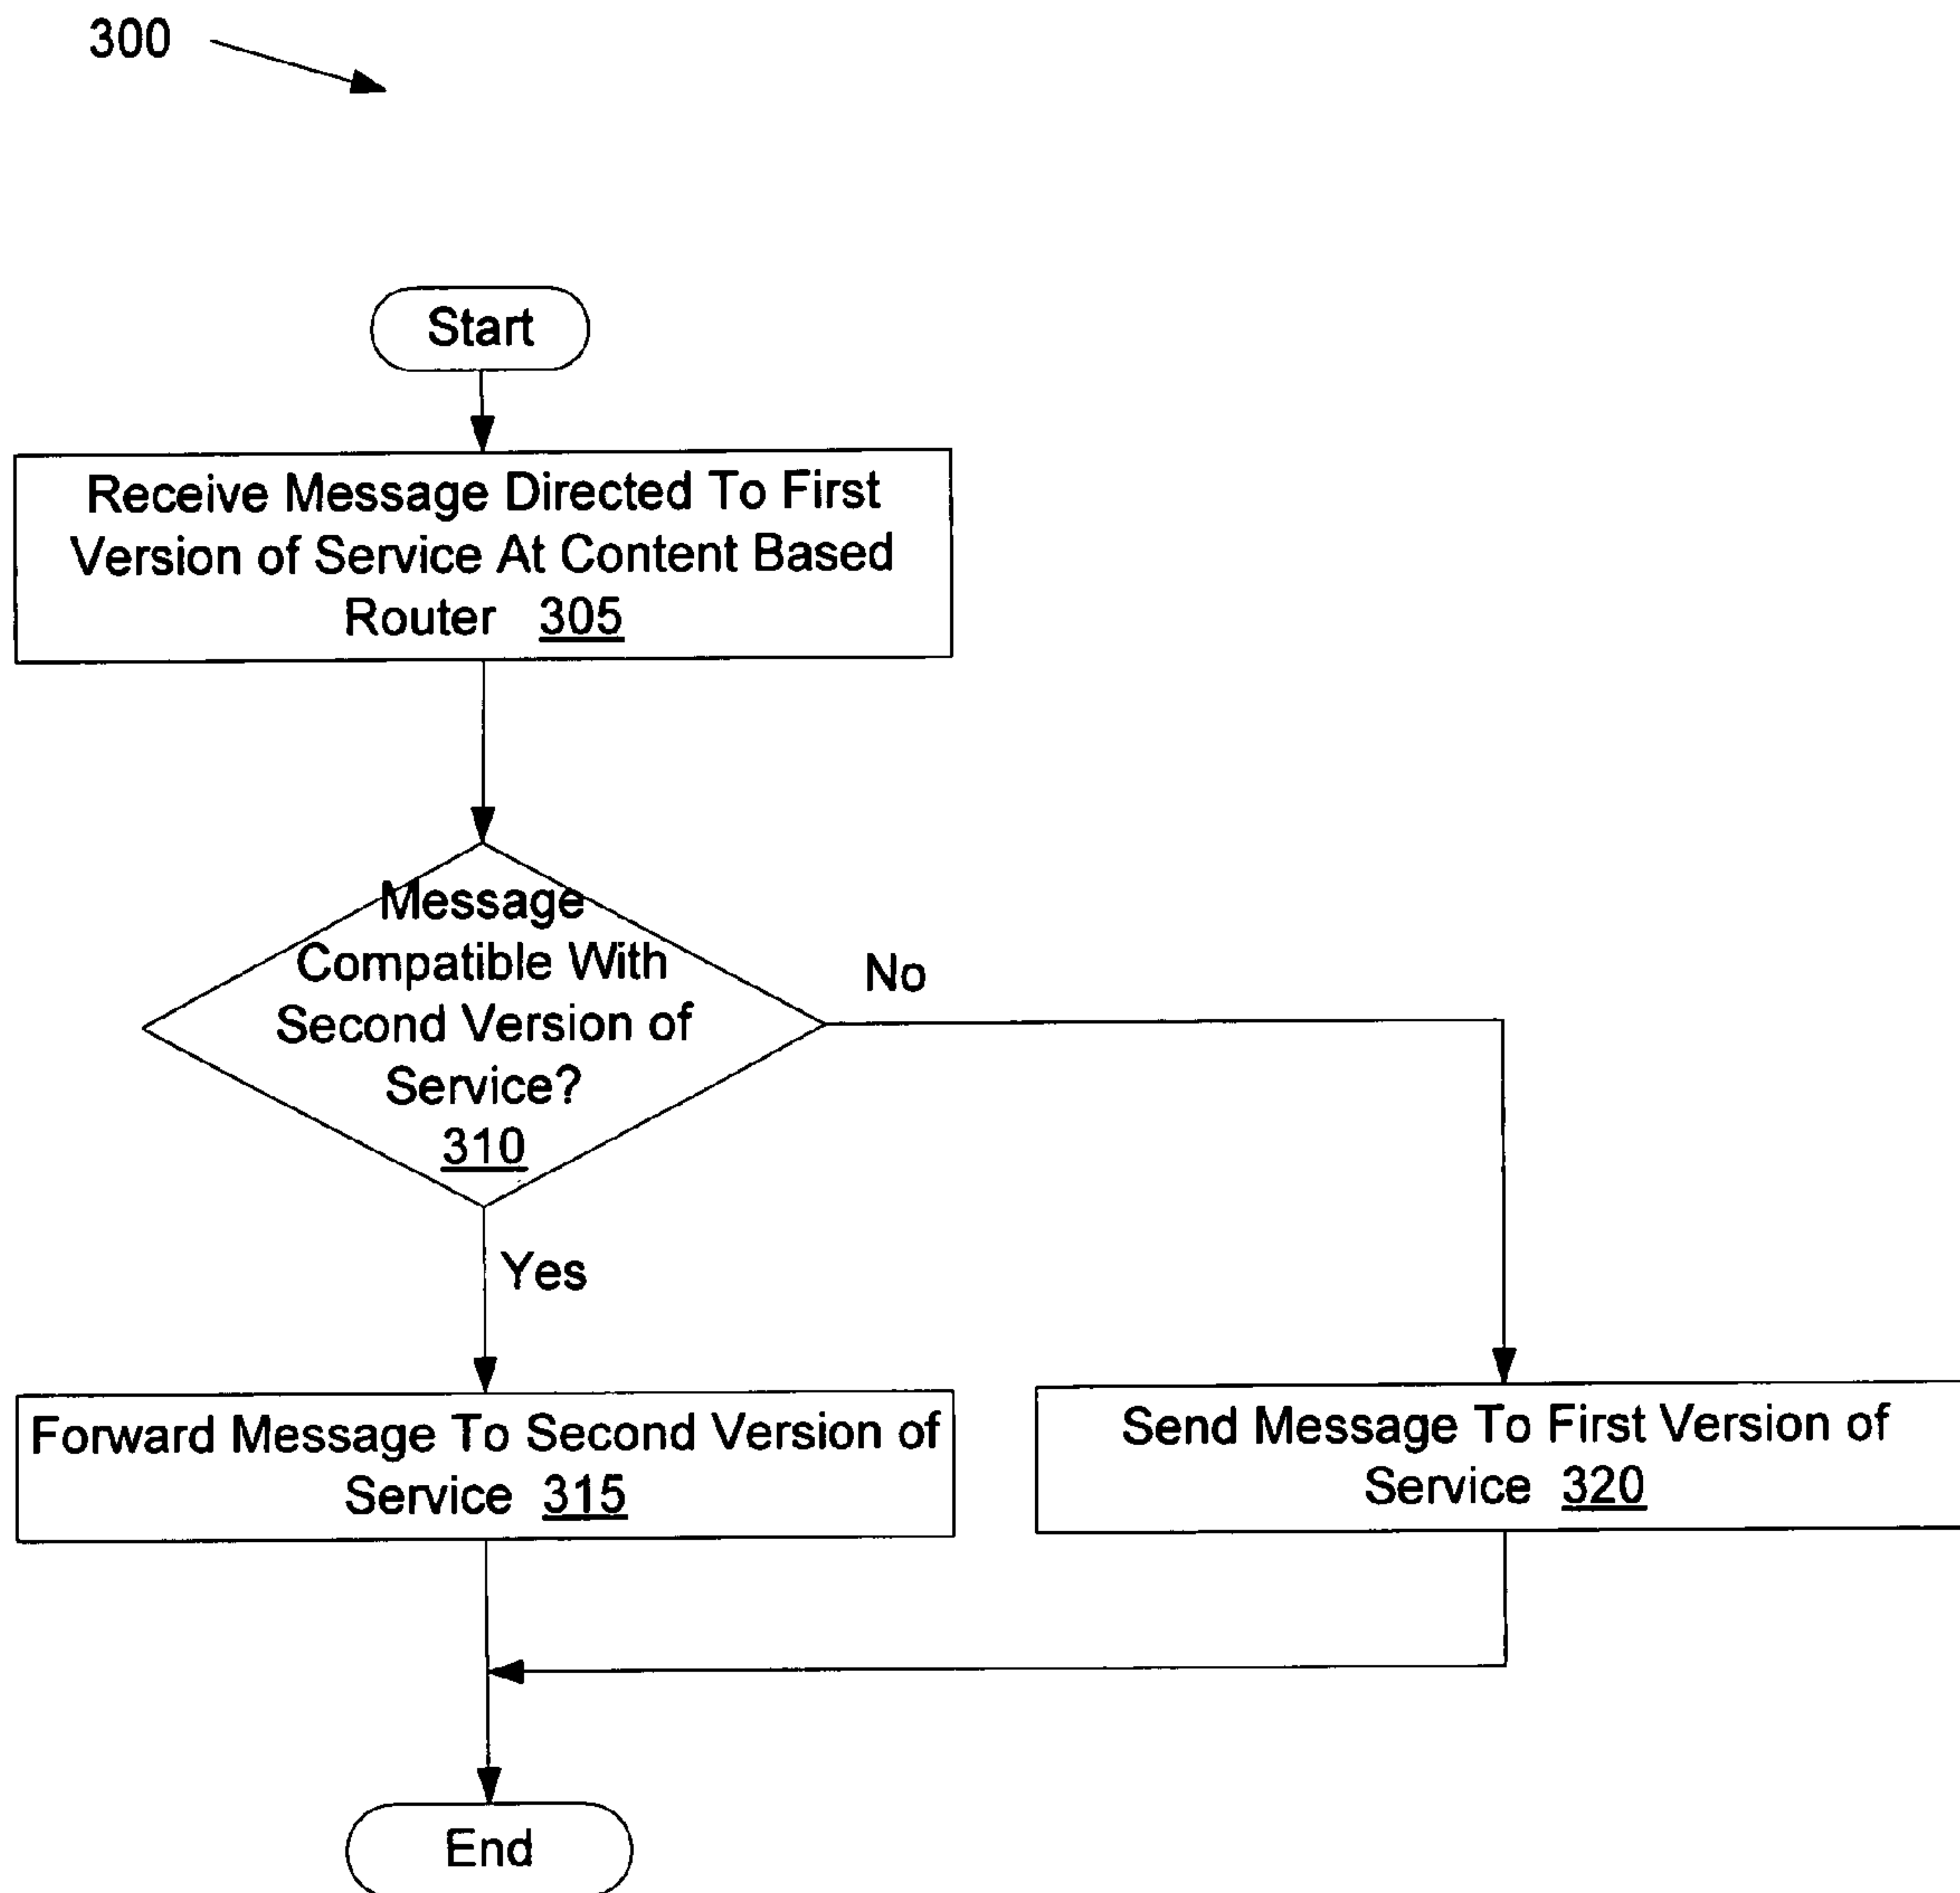 300
Start
Receive Message Directed To First
Version of Service At Content Based
Router 305
Message
Compatible With
Second Version of
Service?
310
No
Yes
Forward Message To Second Version of
Service 315
Send Message To First Version of
Service 320
End